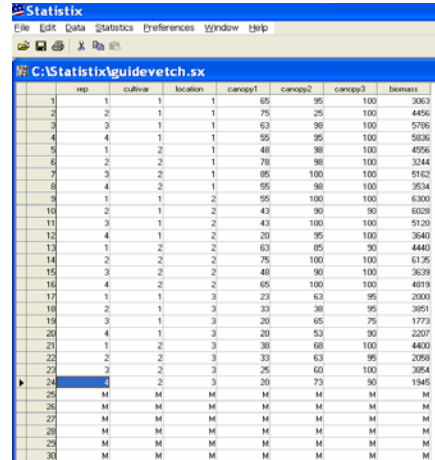 Statistix
File Edit Data Statistics Preferences Window Help
C:\Statistix\guidevetch.sx
rep cultivar location canopy1 canopy2 canopy3 biomass
1 1 1 1 65 95 100 3063
2 2 1 1 75 25 100 4456
3 3 1 1 63 98 100 5786
4 4 1 1 55 95 100 5836
5 1 2 1 48 98 100 4556
6 2 2 1 78 98 100 3244
7 3 2 1 85 100 100 5162
8 4 2 1 55 98 100 3534
9 1 1 2 55 100 100 6300
10 2 1 2 43 90 90 6028
11 3 1 2 43 100 100 5120
12 4 1 2 20 95 100 3640
13 1 2 2 63 85 90 4440
14 2 2 2 75 100 100 6135
15 3 2 2 48 90 100 3639
16 4 2 2 65 100 100 4819
17 1 1 3 23 63 95 2000
18 2 1 3 33 38 95 3851
19 3 1 3 20 65 75 1773
20 4 1 3 20 53 90 2207
21 1 2 3 38 68 100 4400
22 2 2 3 33 63 95 2058
23 3 2 3 25 60 100 3854
24 4 2 3 20 73 90 1945
25 M M M M M M M
26 M M M M M M M
27 M M M M M M M
28 M M M M M M M
29 M M M M M M M
30 M M M M M M M